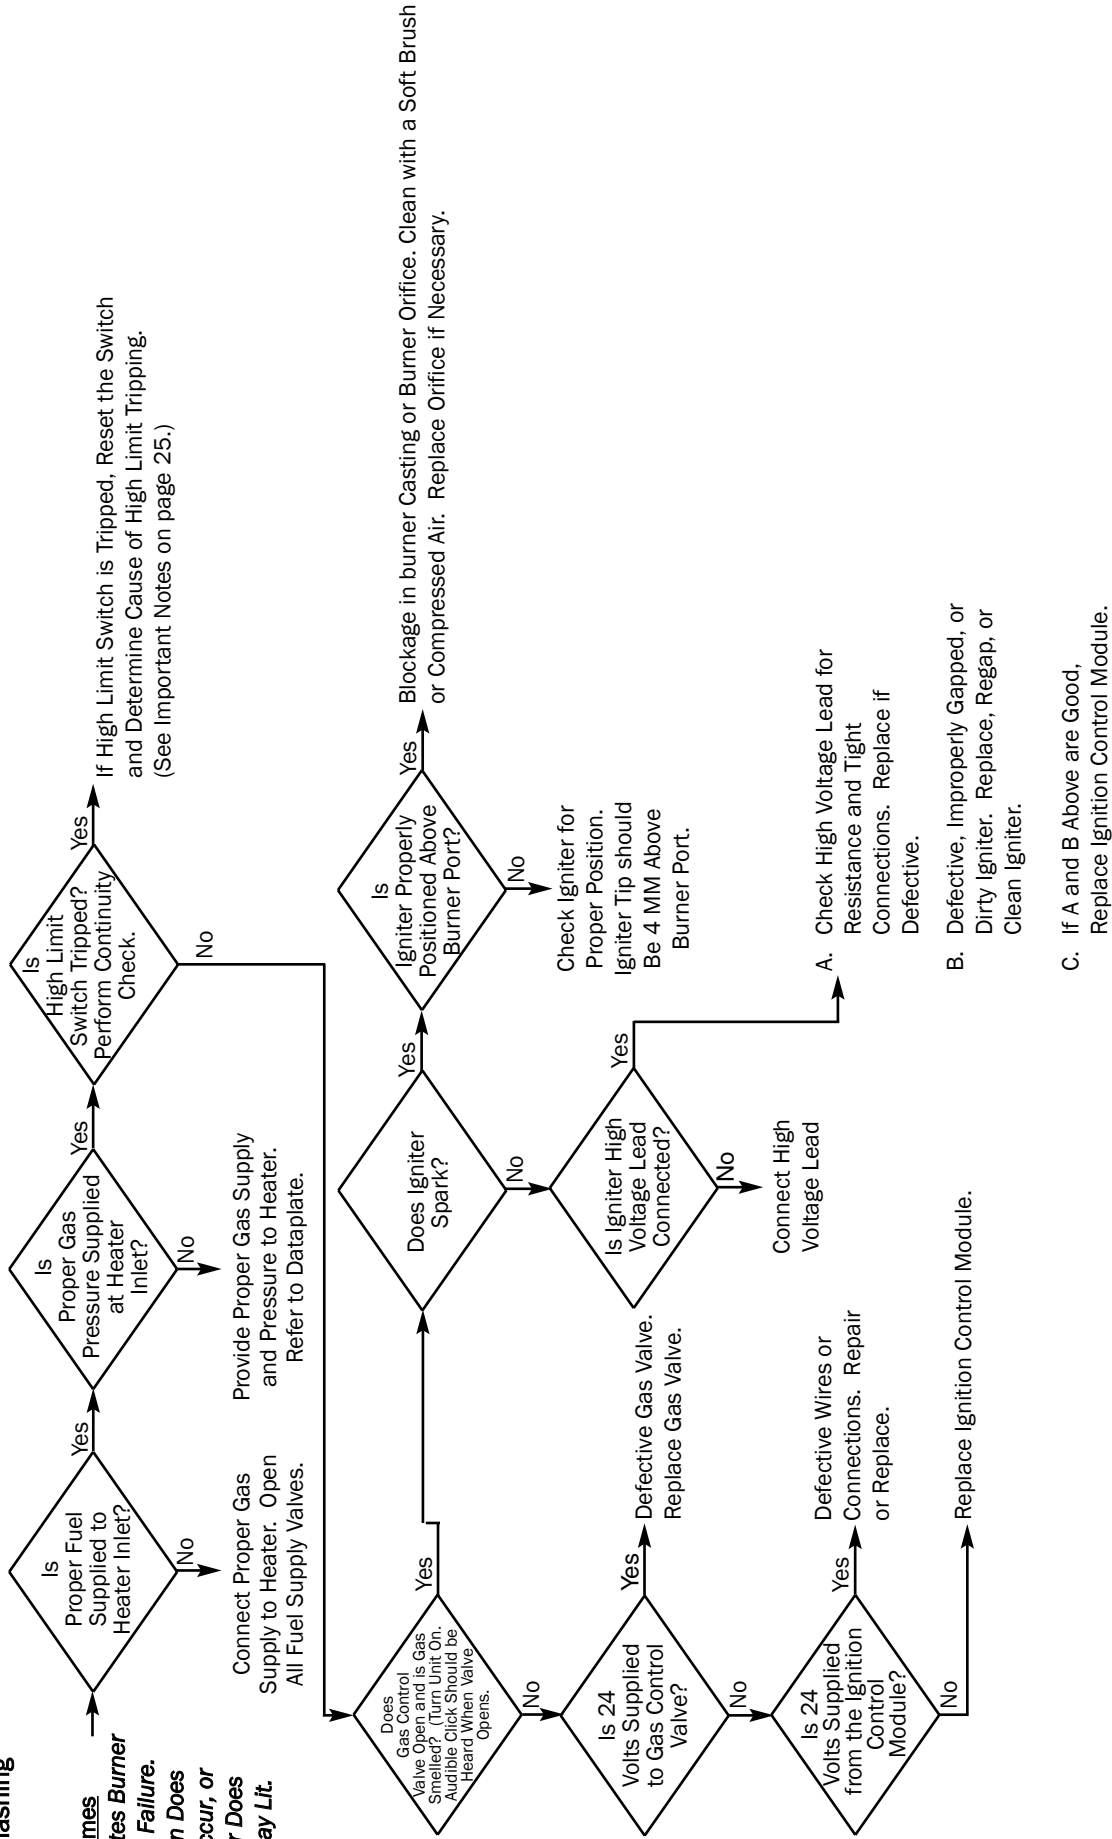 Is
Proper Fuel
Supplied to
Heater Inlet?
Yes
No
Connect Proper Gas
Supply to Heater.  Open
All Fuel Supply Valves.
Is
Proper Gas
Pressure Supplied
at Heater
Inlet?
Yes
No
Provide Proper Gas Supply
and Pressure to Heater.
Refer to Dataplate.
Is
High Limit
Switch Tripped?
Perform Continuity
Check.
Yes
No
If High Limit Switch is Tripped, Reset the Switch
and Determine Cause of High Limit Tripping.
(See Important Notes on page 25.)
Burner
Failure.
Does
or
Does
Lit.
Does
Gas Control
Valve Open and is Gas
Smelled?  (Turn Unit On.
Audible Click Should be
Heard When Valve
Opens.
Yes
No
Does Igniter
Spark?
Yes
No
Is
Igniter Properly
Positioned Above
Burner Port?
Yes
No
Blockage in burner Casting or Burner Orifice. Clean with a Soft Brush
or Compressed Air.  Replace Orifice if Necessary.
Check Igniter for
Proper Position.
Igniter Tip should
Be 4 MM Above
Burner Port.
Is 24
Volts Supplied
to Gas Control
Valve?
Yes
No
Defective Gas Valve.
Replace Gas Valve.
Is Igniter High
Voltage Lead
Connected?
Yes
No
Connect High
Voltage Lead
A. Check High Voltage Lead for
Resistance and Tight
Connections.  Replace if
Defective.
B. Defective, Improperly Gapped, or
Dirty Igniter.  Replace, Regap, or
Clean Igniter.
C. If A and B Above are Good,
Replace Ignition Control Module.
Is 24
Volts Supplied
from the Ignition
Control
Module?
Yes
No
Defective Wires or
Connections.  Repair
or Replace.
Replace Ignition Control Module.